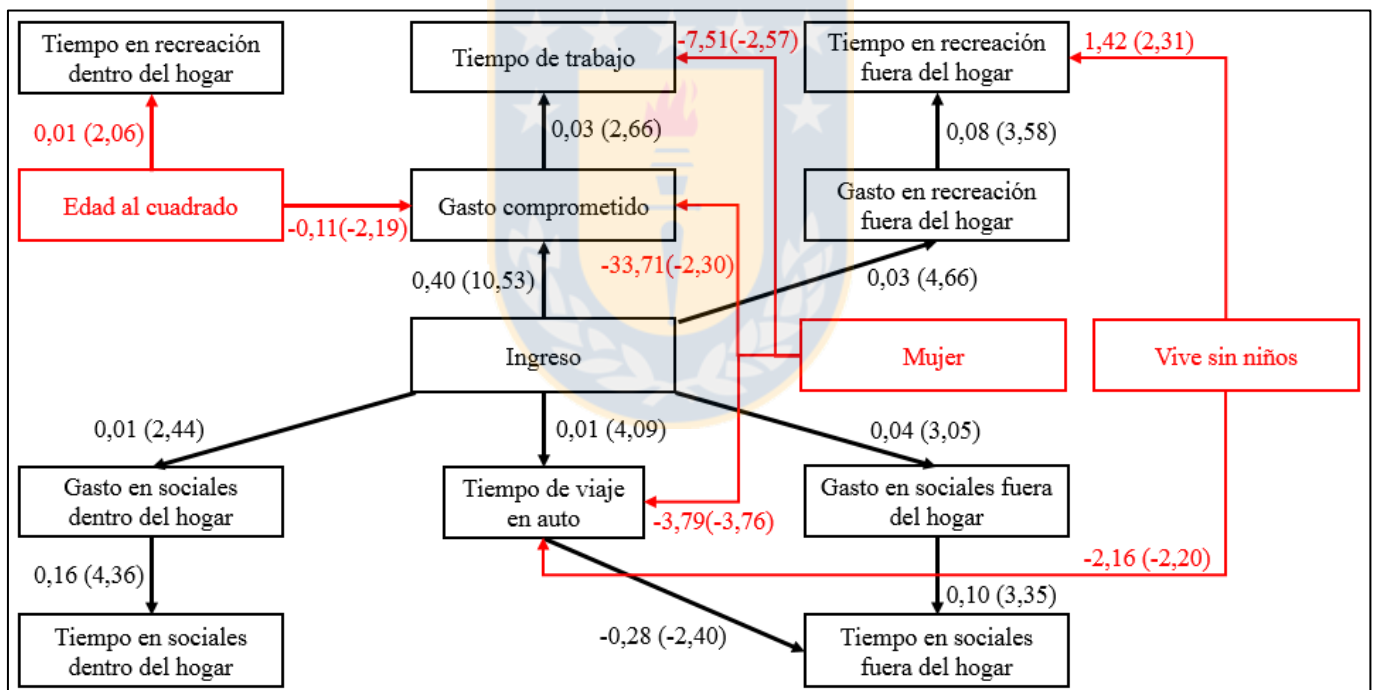 Tiempo en recreación
dentro del hogar
Tiempo de trabajo
-7,51(-2,57)
Tiempo en recreación
fuera del hogar
1,42 (2,31)
0,01 (2,06)
0,03 (2,66)
0,08 (3,58)
Edad al cuadrado
-0,11(-2,19)
Gasto comprometido
Gasto en recreación
fuera del hogar
0,40 (10,53)
-33,71(-2,30)
0,03 (4,66)
Ingreso
Mujer
Vive sin niños
0,01 (2,44)
0,01 (4,09)
0,04 (3,05)
Gasto en sociales
dentro del hogar
Tiempo de viaje
en auto
-3,79(-3,76)
Gasto en sociales fuera
del hogar
-2,16 (-2,20)
0,16 (4,36)
-0,28 (-2,40)
0,10 (3,35)
Tiempo en sociales
dentro del hogar
Tiempo en sociales
fuera del hogar